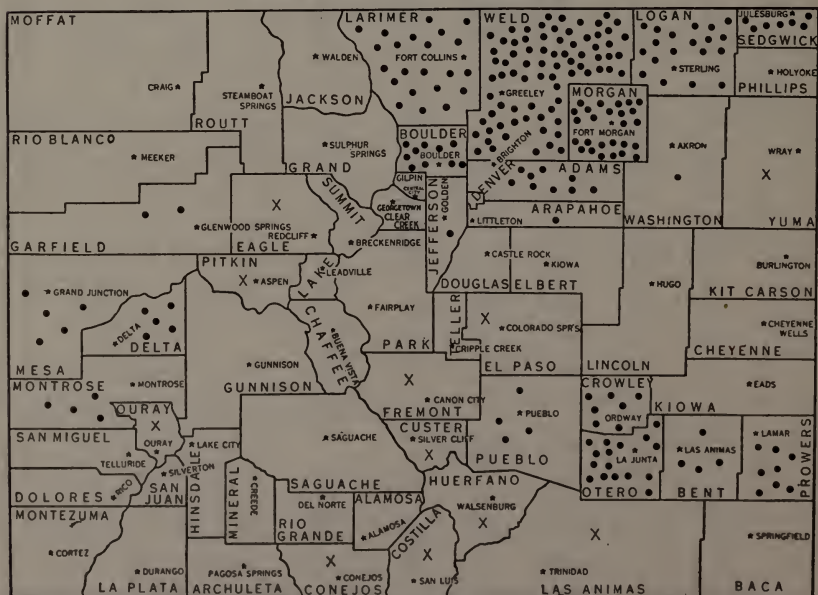 MOFFAT
LARIMER
WELD
LOGAN
JULESBURG
SEDGWICK
WALDEN
FORT COLLINS
STERLING
HOLYOKE
CRAIG
STEAMBOAT
SPRINGS
JACKSON
GREELEY
MORGAN
PHILLIPS
ROUTT
RIO BLANCO
BOULDER
FORT MORGAN
MEEKER
SULPHUR
SPRINGS
BOULDER
BRIGHTON
AKRON
WRAY
GRAND
GILPIN
CENTRAL
CITY
DENVER
ADAMS
SUMMIT
GEORGETOWN
CLEAR
CREEK
GOLDEN
JEFFERSON
ARAPAHOE
X
X
GLENWOOD SPRINGS
REDCLIFF
LITTLETON
WASHINGTON
YUMA
GARFIELD
EAGLE
BRECKENRIDGE
CASTLE ROCK
PITKIN
X
ASPEN
LAKE
LEADVILLE
DOUGLAS
ELBERT
KIOWA
HUGO
BURLINGTON
GRAND JUNCTION
KIT CARSON
CHAFFEE
FAIRPLAY
TELLER
X
COLORADO SPR'S
CHEYENNE
WELLS
DELTA
DELTA
BUENA VISTA
PARK
CRIPPLE CREEK
MESA
GUNNISON
EL PASO
LINCOLN
CHEYENNE
MONTROSE
MONTROSE
GUNNISON
X
CANON CITY
CROWLEY
EADS
OURAY
FREMONT
PUEBLO
ORDWAY
KIOWA
X
CUSTER
SAN MIGUEL
OURAY
LAKE CITY
SAGUACHE
SILVER CLIFF
X
LA JUNTA
LAS ANIMAS
LAMAR
TELLURIDE
SILVERTON
PUEBLO
PROWERS
RICO
SAN
JUAN
HINSDALE
MINERAL
CREEDE
SAGUACHE
HUERFANO
DOLORES
OTERO
BENT
MONTEZUMA
DEL NORTE
ALAMOSA
WALSENBURG
RIO
GRANDE
ALAMOSA
COSTILLA
X
CORTEZ
X
X
X
SPRINGFIELD
DURANGO
PAGOSA SPRINGS
CONEJOS
SAN LUIS
TRINIDAD
LA PLATA
ARCHULETA
CONEJOS
LAS ANIMAS
BACA